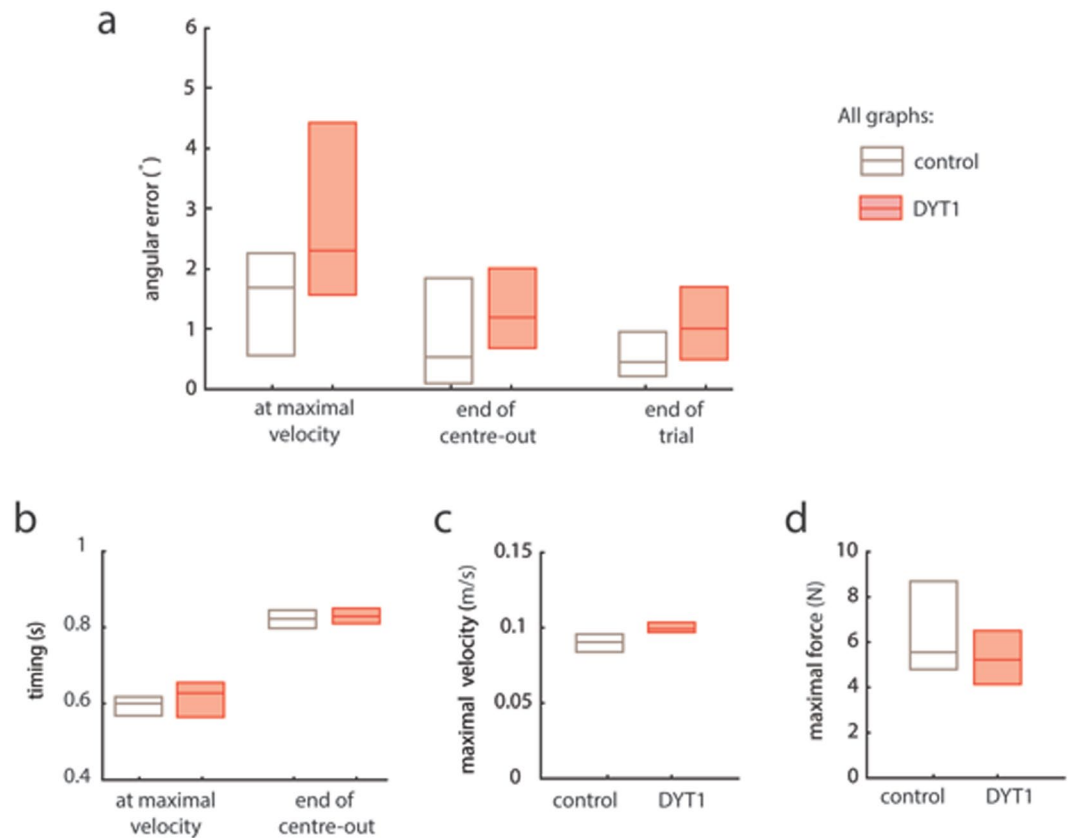 a
6
5
4
3
2
1
0
angular error (°)
at maximal
velocity
end of
centre-out
end of
trial
All graphs:
control
DYT1
b
1
0.8
0.6
0.4
timing (s)
at maximal
velocity
end of
centre-out
c
0.15
0.1
0.05
0
maximal velocity (m/s)
control
DYT1
d
10
8
6
4
2
0
maximal force (N)
control
DYT1